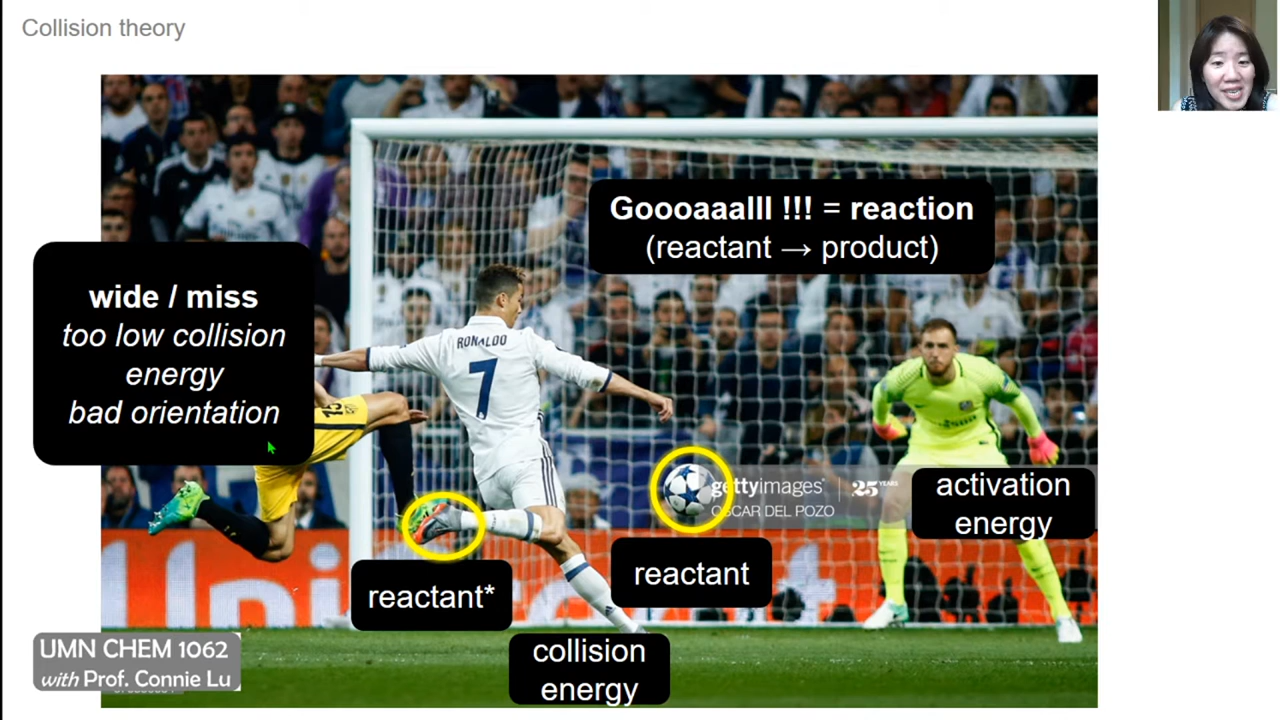 Collision theory
Goooaaalll !!! = reaction
(reactant → product)
wide / miss
too low collision
energy
bad orientation
RONALDO
7
15
gettyimages®
25 YEARS
OSCAR DEL POZO
activation
energy
reactant
reactant*
collision
energy
UMN CHEM 1062
with Prof. Connie Lu